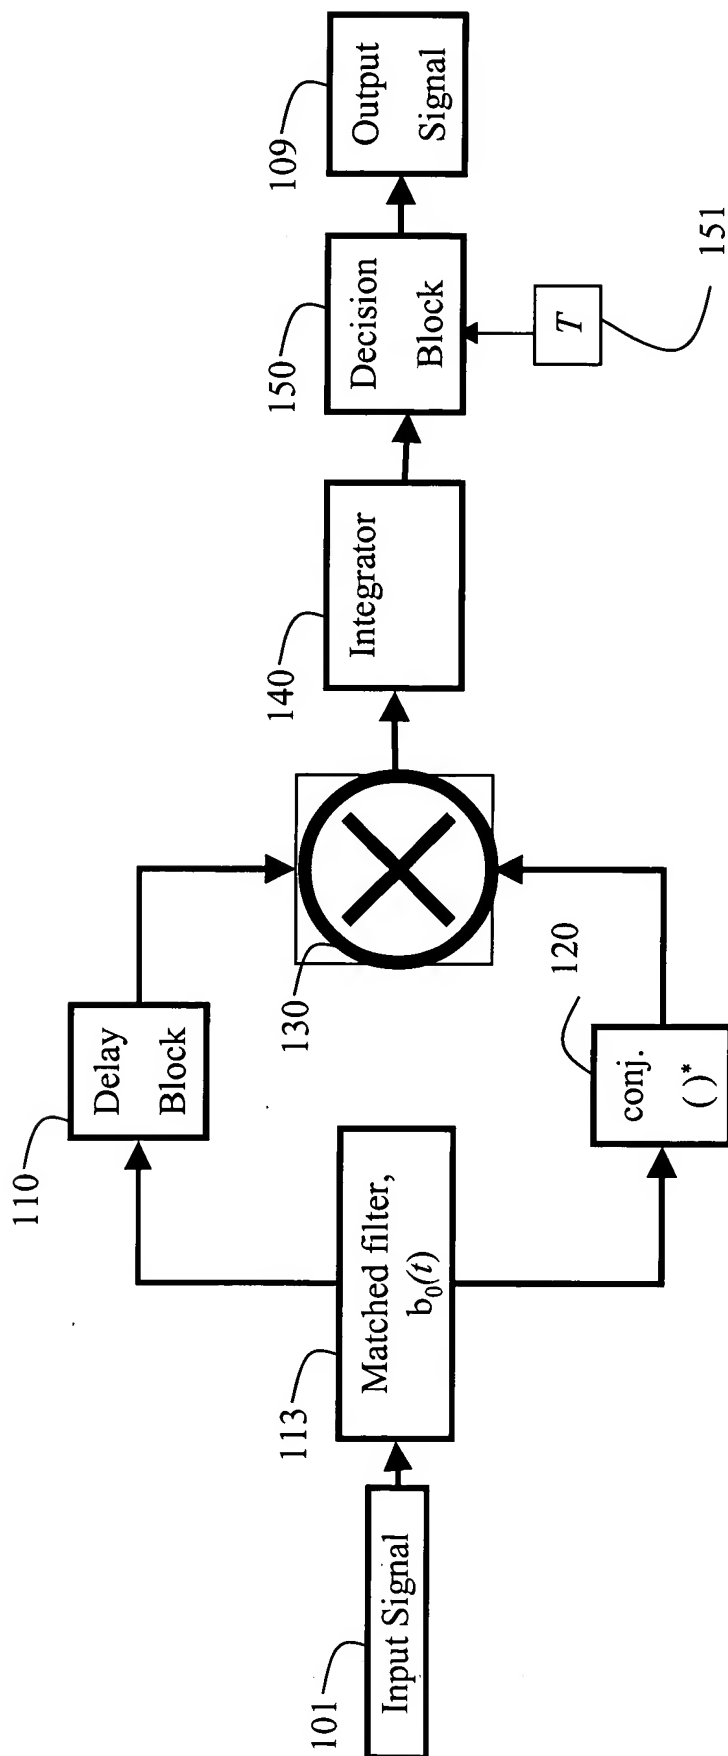 101
Input Signal
113
Matched filter,
b₀(t)
110
Delay
Block
120
conj.
( )*
130
140
Integrator
150
Decision
Block
T
151
109
Output
Signal